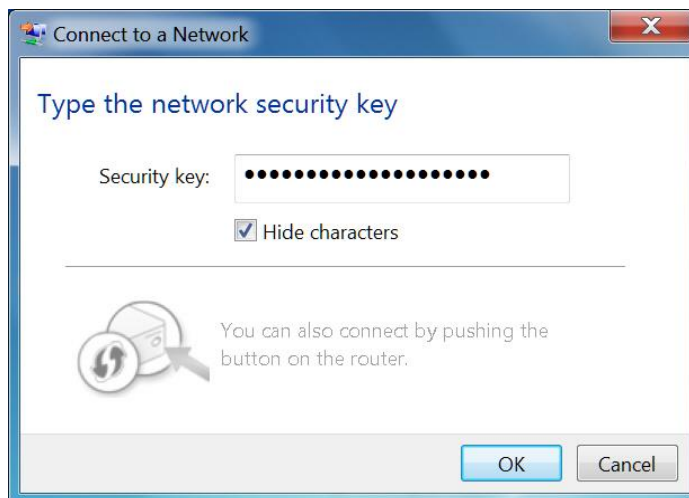 Connect to a Network
Type the network security key
Security key: ••••••••••••••••••••
Hide characters
You can also connect by pushing the
button on the router.
OK Cancel